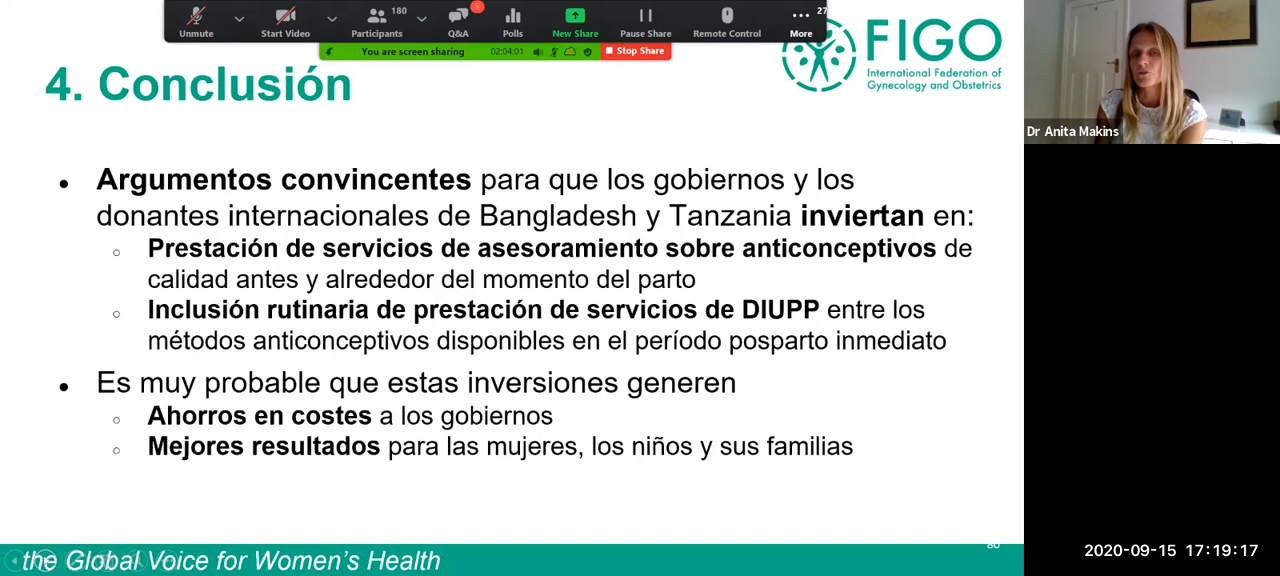 180
5
27
Unmute
Start Video
Participants
Q&A
Polls
New Share
Pause Share
Remote Control
More
You are screen sharing
02:04:01
Stop Share
FIGO
International Federation of
Gynecology and Obstetrics
Dr Anita Makins
4. Conclusión
Argumentos convincentes para que los gobiernos y los
donantes internacionales de Bangladesh y Tanzania inviertan en:
Prestación de servicios de asesoramiento sobre anticonceptivos de
calidad antes y alrededor del momento del parto
Inclusión rutinaria de prestación de servicios de DIUPP entre los
métodos anticonceptivos disponibles en el período posparto inmediato
Es muy probable que estas inversiones generen
Ahorros en costes a los gobiernos
Mejores resultados para las mujeres, los niños y sus familias
the Global Voice for Women's Health
2020-09-15 17:19:17